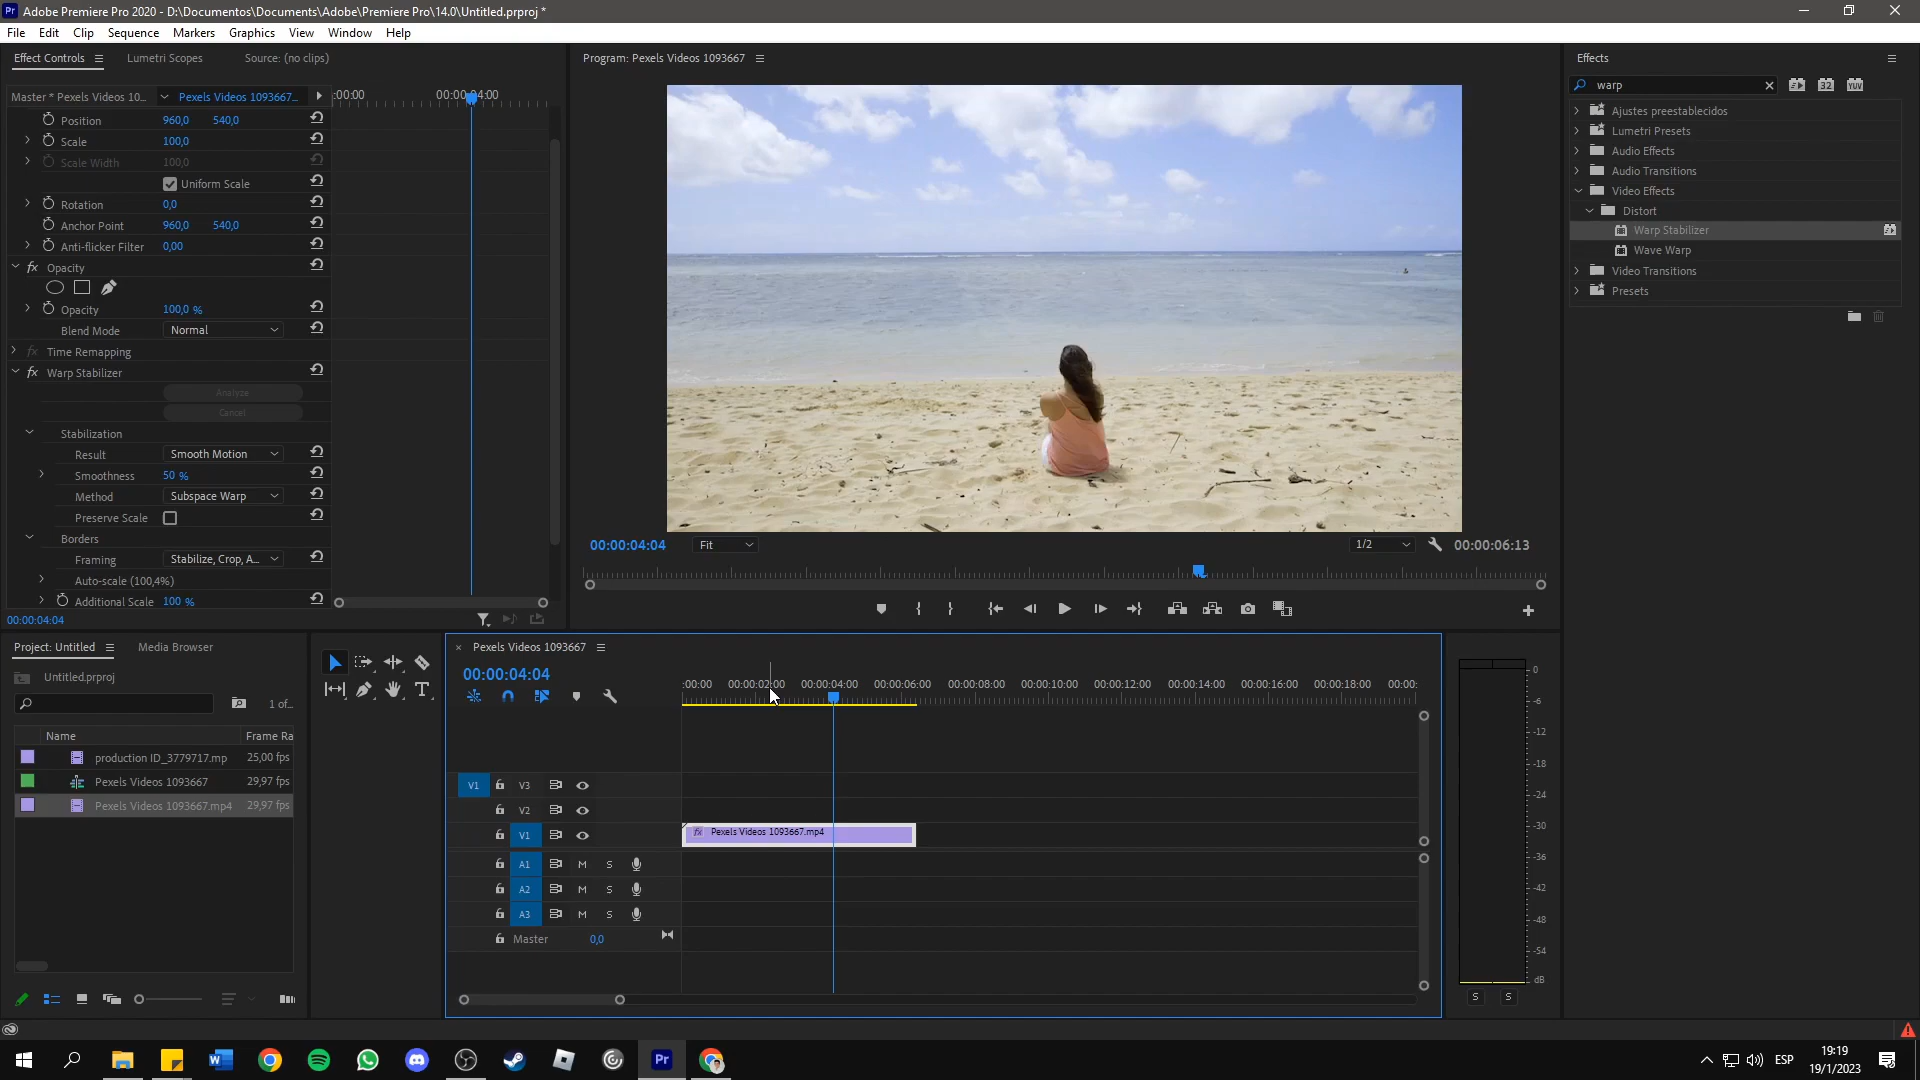 Pr Adobe Premiere Pro 2020 - D:\Documentos\Documents\Adobe\Premiere Pro\14.0\Untitled.prproj *
File Edit Clip Sequence Markers Graphics View Window Help
Effect Controls Lumetri Scopes Source: (no clips)
Master * Pexels Videos 10... Pexels Videos 1093667...
:00:00 00:00:04:00
Position 960,0 540,0
Scale 100,0
Scale Width 100,0
Uniform Scale
Rotation 0,0
Anchor Point 960,0 540,0
Anti-flicker Filter 0,00
fx Opacity
Opacity 100,0 %
Blend Mode Normal
fx Time Remapping
fx Warp Stabilizer
Analyze
Cancel
Stabilization
Result Smooth Motion
Smoothness 50 %
Method Subspace Warp
Preserve Scale
Borders
Framing Stabilize, Crop, A...
Auto-scale (100,4%)
Additional Scale 100 %
00:00:04:04
Program: Pexels Videos 1093667
00:00:04:04 Fit 1/2 00:00:06:13
Effects
warp
32 YUV
Ajustes preestablecidos
Lumetri Presets
Audio Effects
Audio Transitions
Video Effects
Distort
Warp Stabilizer
Wave Warp
Video Transitions
Presets
Project: Untitled Media Browser
Untitled.prproj
1 of...
Name Frame Ra
production ID_3779717.mp 25,00 fps
Pexels Videos 1093667 29,97 fps
Pexels Videos 1093667.mp4 29,97 fps
T
× Pexels Videos 1093667
00:00:04:04
:00:00 00:00:02:00 00:00:04:00 00:00:06:00 00:00:08:00 00:00:10:00 00:00:12:00 00:00:14:00 00:00:16:00 00:00:18:00 00:00:
V1 V3
V2
V1 fx Pexels Videos 1093667.mp4
A1 M S
A2 M S
A3 M S
Master 0,0
0
-6
-12
-18
-24
-30
-36
-42
-48
-54
dB
S S
W Pr
ESP
19:19
19/1/2023